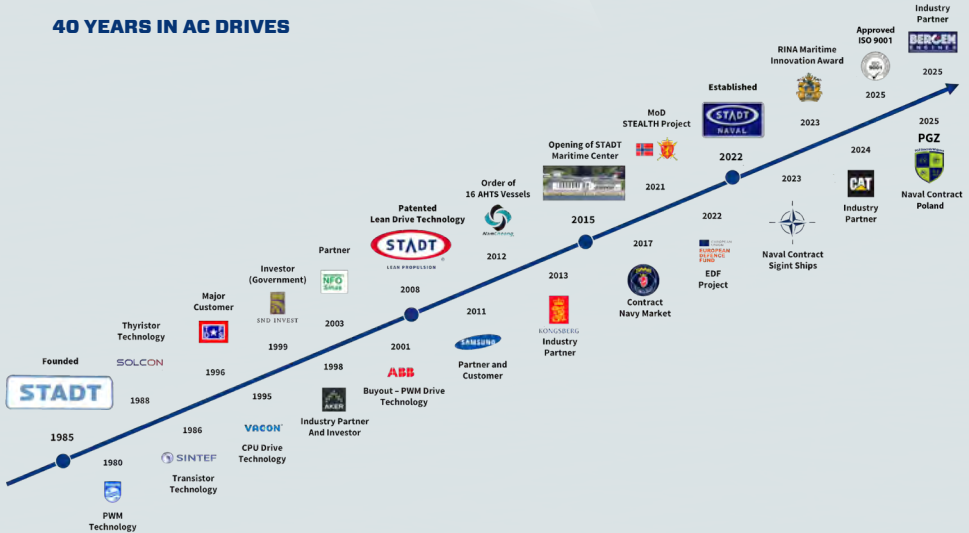 40 YEARS IN AC DRIVES
Founded
STADT
1985
1980
PWM
Technology
Thyristor
Technology
SOLCON
1988
1986
SINTEF
Transistor
Technology
Major
Customer
1996
1995
VACON
CPU Drive
Technology
Investor
(Government)
SND INVEST
1999
1998
AKER
Industry Partner
And Investor
Partner
NFO
2003
2001
ABB
Buyout – PWM Drive
Technology
Patented
Lean Drive Technology
STADT
LEAN PROPULSION
2008
2011
SAMSUNG
Partner and
Customer
Order of
16 AHTS Vessels
2012
2013
KONGSBERG
Industry
Partner
Opening of STADT
Maritime Center
2015
2017
Contract
Navy Market
MoD
STEALTH Project
2021
2022
EUROPEAN
DEFENCE
FUND
EDF
Project
Established
STADT
NAVAL
2022
2023
Naval Contract
Sigint Ships
RINA Maritime
Innovation Award
2023
2024
CAT
Industry
Partner
Approved
ISO 9001
ISO
9001
2025
2025
PGZ
Naval Contract
Poland
Industry
Partner
BERGEN
ENGINES
2025